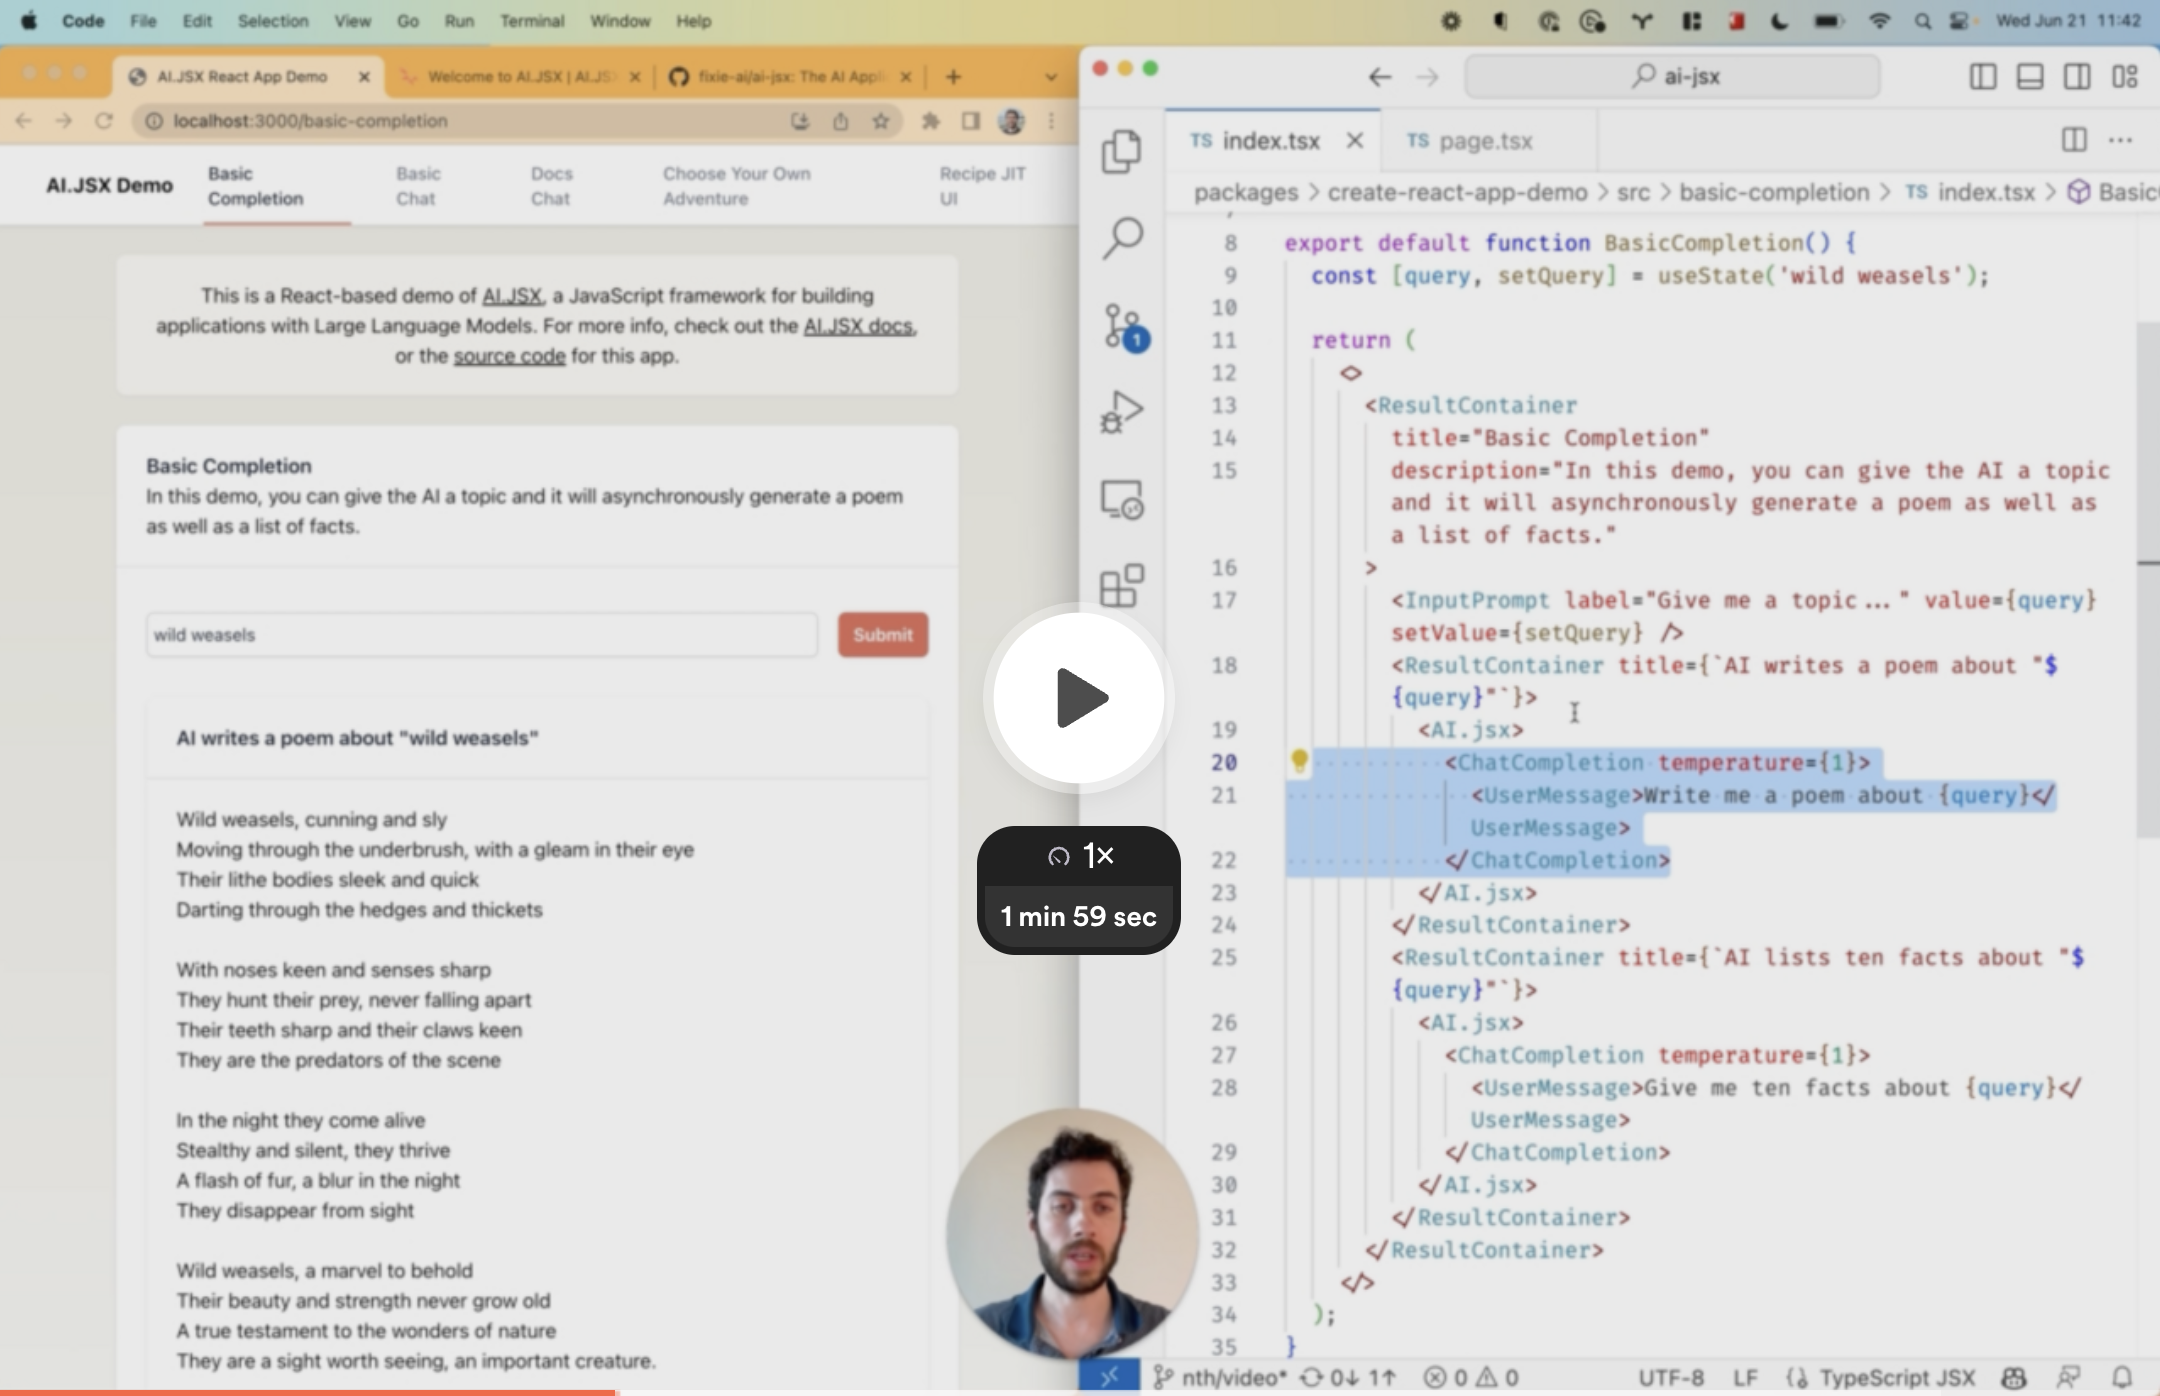 Code File Edit Selection View Go Run Terminal Window Help
Wed Jun 21 11:42
AI.JSX React App Demo
Welcome to AI.JSX | AI.JS
fixie-ai/ai-jsx: The AI Appli
localhost:3000/basic-completion
AI.JSX Demo
Basic
Completion
Basic
Chat
Docs
Chat
Choose Your Own
Adventure
Recipe JIT
UI
This is a React-based demo of AI.JSX, a JavaScript framework for building
applications with Large Language Models. For more info, check out the AI.JSX docs,
or the source code for this app.
Basic Completion
In this demo, you can give the AI a topic and it will asynchronously generate a poem
as well as a list of facts.
wild weasels
Submit
AI writes a poem about "wild weasels"
Wild weasels, cunning and sly
Moving through the underbrush, with a gleam in their eye
Their lithe bodies sleek and quick
Darting through the hedges and thickets
With noses keen and senses sharp
They hunt their prey, never falling apart
Their teeth sharp and their claws keen
They are the predators of the scene
In the night they come alive
Stealthy and silent, they thrive
A flash of fur, a blur in the night
They disappear from sight
Wild weasels, a marvel to behold
Their beauty and strength never grow old
A true testament to the wonders of nature
They are a sight worth seeing, an important creature.
1×
1 min 59 sec
ai-jsx
TS index.tsx
TS page.tsx
packages > create-react-app-demo > src > basic-completion > TS index.tsx > Basic
1
8 export default function BasicCompletion() {
9 const [query, setQuery] = useState('wild weasels');
10
11 return (
12 <>
13 <ResultContainer
14 title="Basic Completion"
15 description="In this demo, you can give the AI a topic
and it will asynchronously generate a poem as well as
a list of facts."
16 >
17 <InputPrompt label="Give me a topic..." value={query}
setValue={setQuery} />
18 <ResultContainer title={`AI writes a poem about "$
{query}"`}>
19 <AI.jsx>
20 <ChatCompletion temperature={1}>
21 <UserMessage>Write me a poem about {query}</
UserMessage>
22 </ChatCompletion>
23 </AI.jsx>
24 </ResultContainer>
25 <ResultContainer title={`AI lists ten facts about "$
{query}"`}>
26 <AI.jsx>
27 <ChatCompletion temperature={1}>
28 <UserMessage>Give me ten facts about {query}</
UserMessage>
29 </ChatCompletion>
30 </AI.jsx>
31 </ResultContainer>
32 </ResultContainer>
33 </>
34 );
35 }
nth/video* 0↓ 1↑ 0 0 UTF-8 LF TypeScript JSX